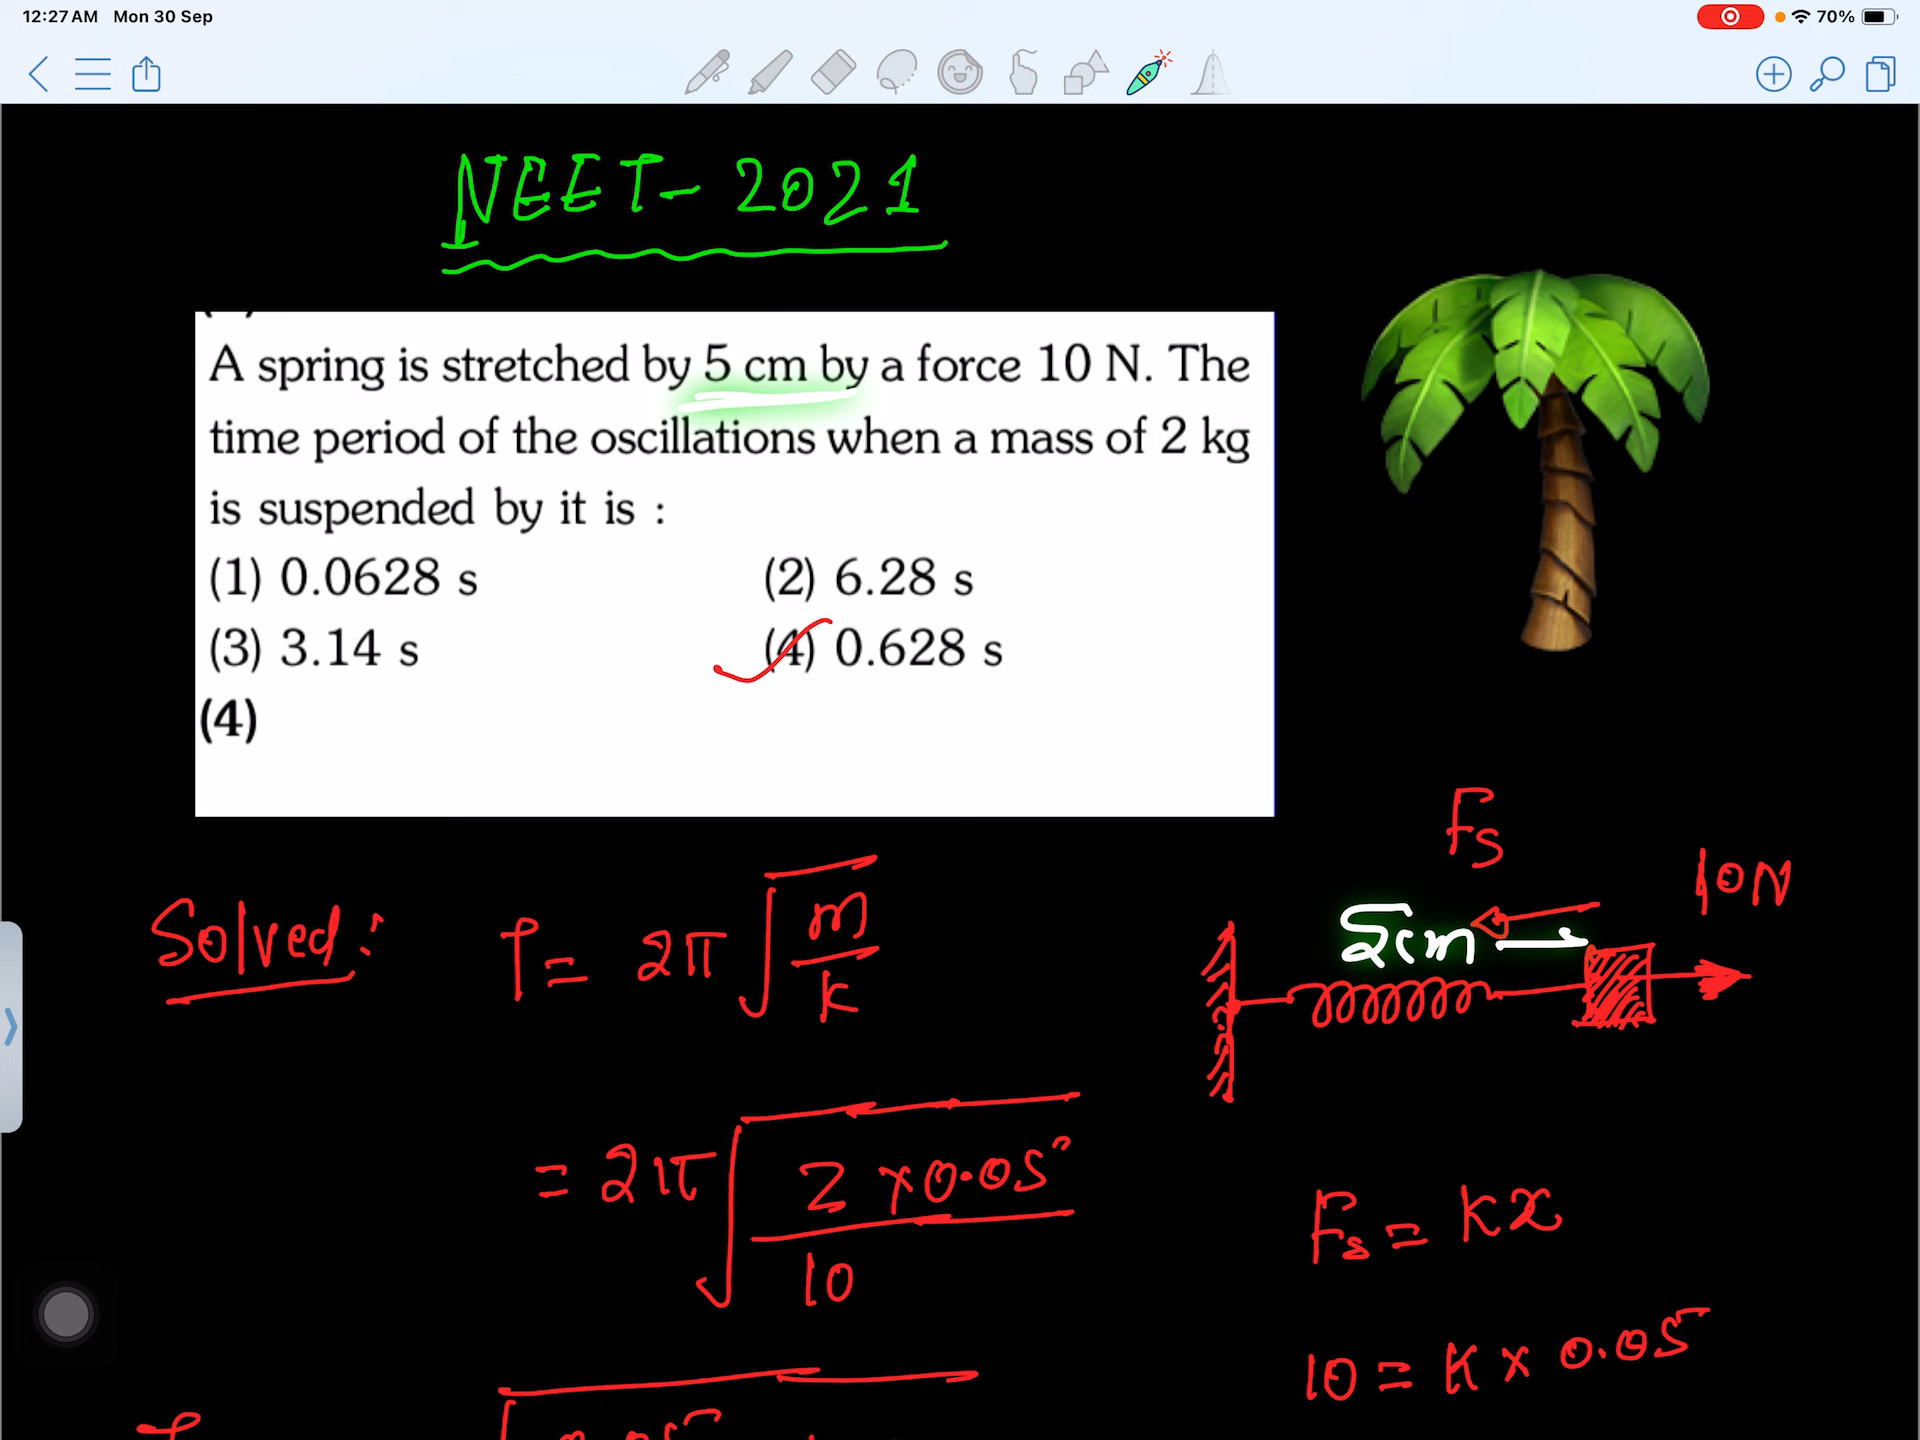 12:27 AM Mon 30 Sep
70%
NEET-2021
A spring is stretched by 5 cm by a force 10 N. The
time period of the oscillations when a mass of 2 kg
is suspended by it is :
(1) 0.0628 s (2) 6.28 s
(3) 3.14 s (4) 0.628 s
(4)
Fs
10N
5cm
Solved: T = 2π √(m/k)
= 2π √(2 × 0.05/10)
Fs = kx
10 = k × 0.05